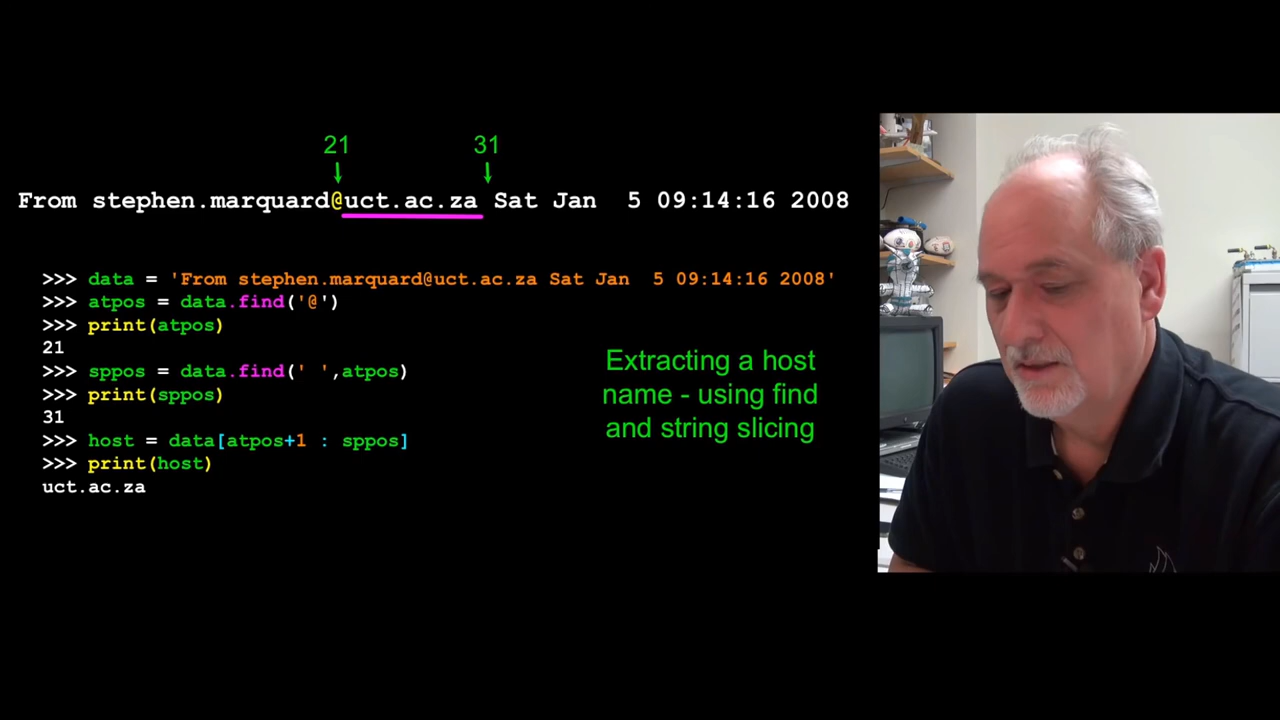 21 31
From stephen.marquard@uct.ac.za Sat Jan  5 09:14:16 2008
>>> data = 'From stephen.marquard@uct.ac.za Sat Jan  5 09:14:16 2008'
>>> atpos = data.find('@')
>>> print(atpos)
21
>>> sppos = data.find(' ',atpos)
>>> print(sppos)
31
>>> host = data[atpos+1 : sppos]
>>> print(host)
uct.ac.za
Extracting a host
name - using find
and string slicing